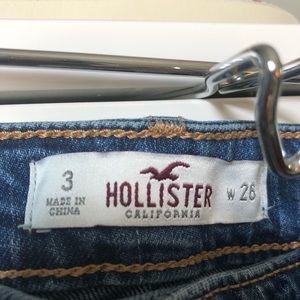 3
MADE IN
CHINA
HOLLISTER
CALIFORNIA
W 26